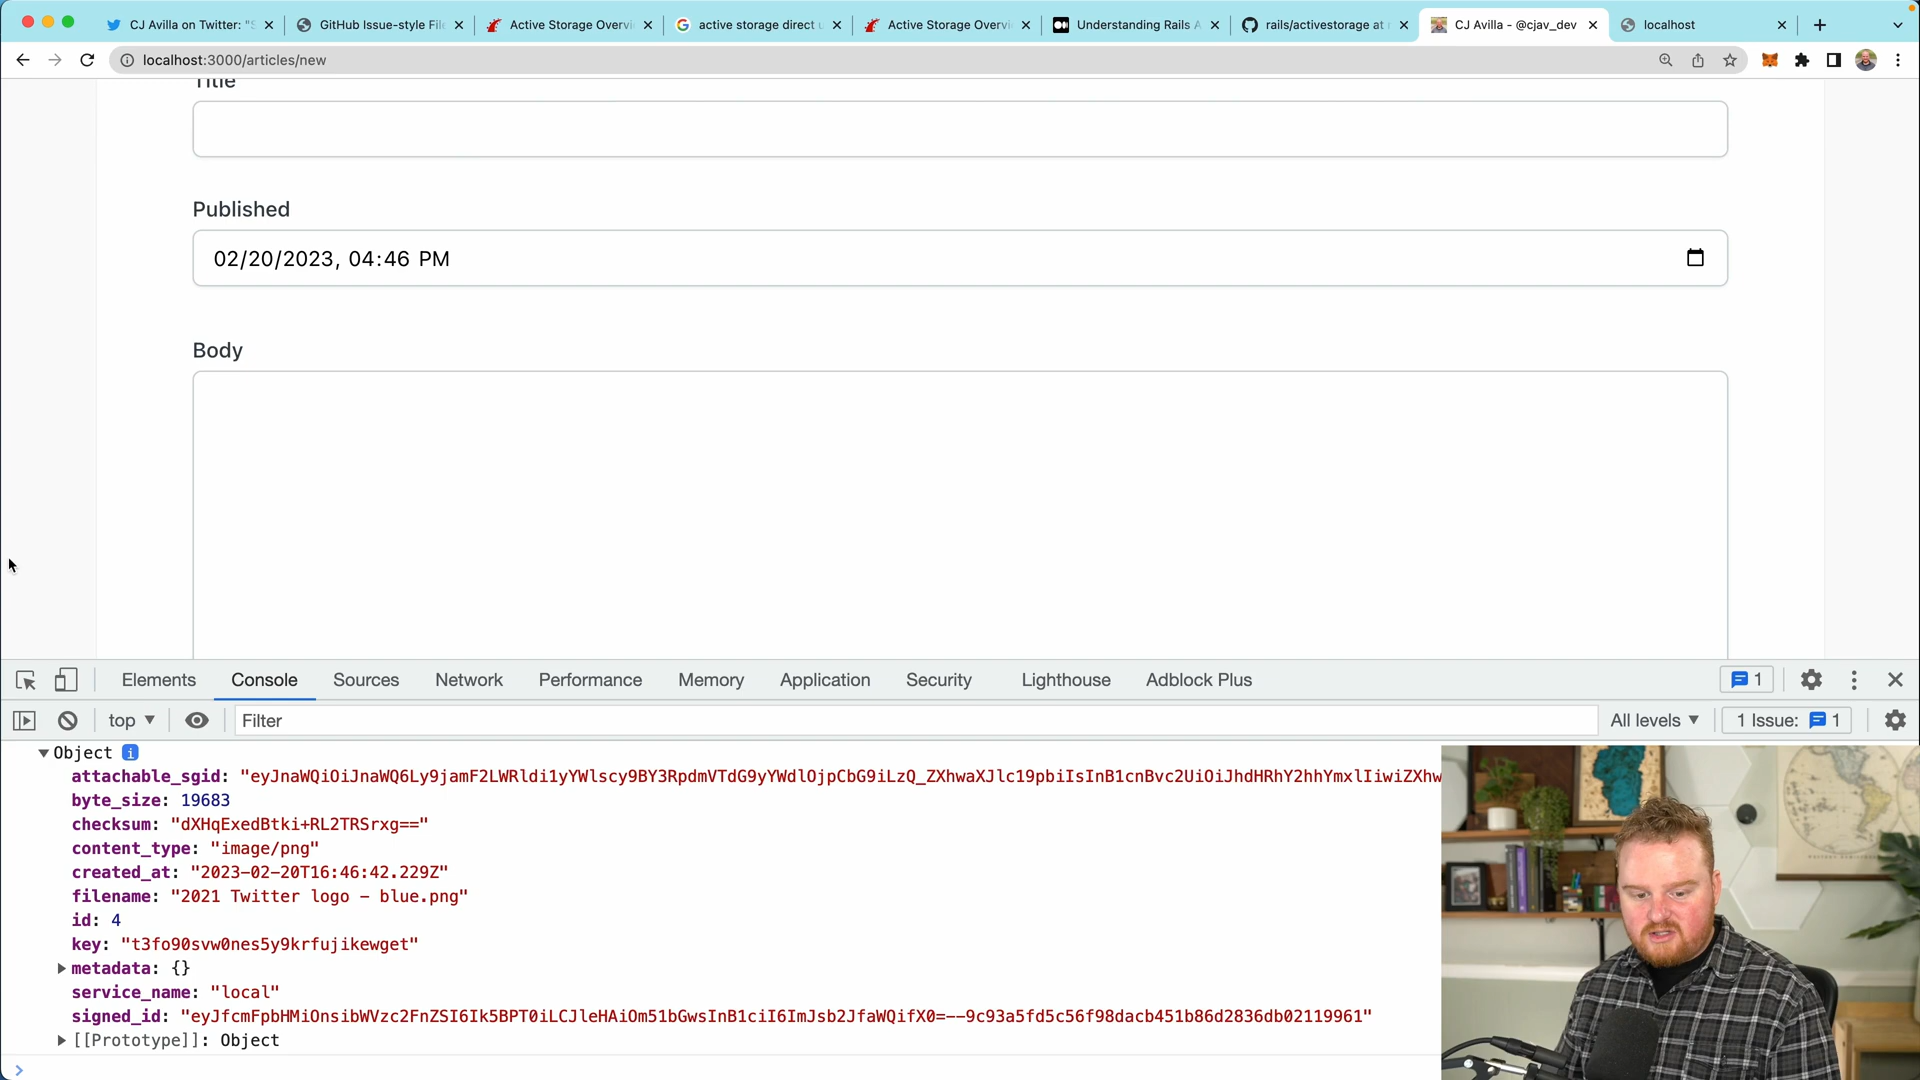 CJ Avilla on Twitter: "S
GitHub Issue-style File
Active Storage Overvi
active storage direct u
Active Storage Overvi
Understanding Rails A
rails/activestorage at
CJ Avilla - @cjav_dev
localhost
localhost:3000/articles/new
Title
Published
02/20/2023, 04:46 PM
Body
Elements
Console
Sources
Network
Performance
Memory
Application
Security
Lighthouse
Adblock Plus
1
top
Filter
All levels
1 Issue: 1
Object i
attachable_sgid: "eyJnaWQiOiJnaWQ6Ly9jamF2LWRldi1yYWlscy9BY3RpdmVTdG9yYWdlOjpCbG9iLzQ_ZXhwaXJlc19pbiIsInB1cnBvc2UiOiJhdHRhY2hhYmxlIiwiZXhw
byte_size: 19683
checksum: "dXHqExedBtki+RL2TRSrxg=="
content_type: "image/png"
created_at: "2023-02-20T16:46:42.229Z"
filename: "2021 Twitter logo - blue.png"
id: 4
key: "t3fo90svw0nes5y9krfujikewget"
metadata: {}
service_name: "local"
signed_id: "eyJfcmFpbHMiOnsibWVzc2FnZSI6Ik5BPT0iLCJleHAiOm51bGwsInB1ciI6ImJsb2JfaWQifX0=--9c93a5fd5c56f98dacb451b86d2836db02119961"
[[Prototype]]: Object